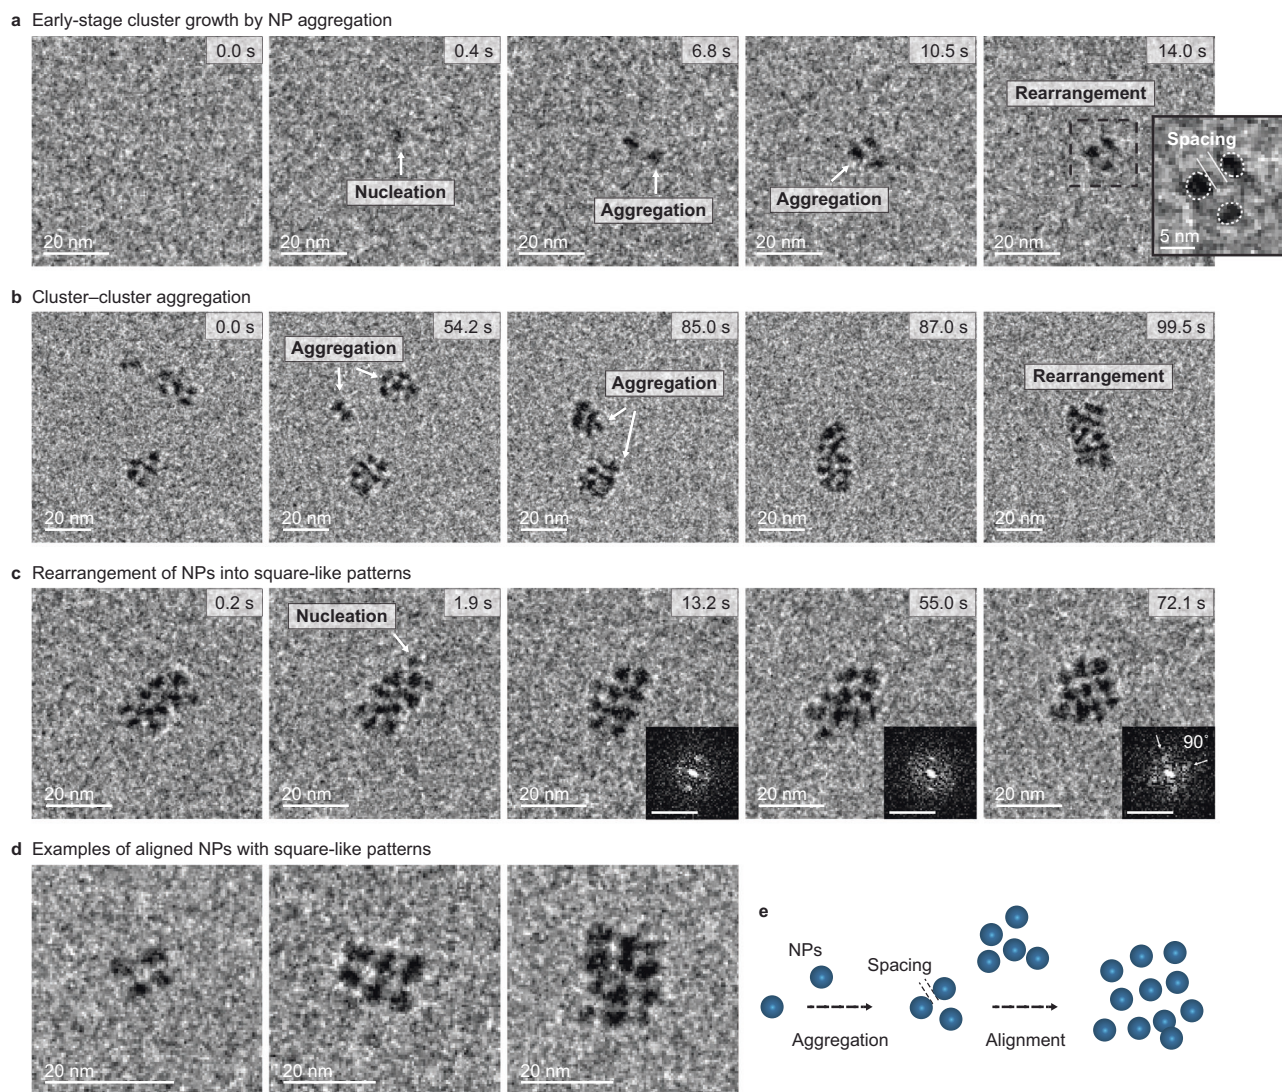 a Early-stage cluster growth by NP aggregation
0.0 s
0.4 s
6.8 s
10.5 s
14.0 s
Rearrangement
Spacing
Nucleation
Aggregation
Aggregation
20 nm
20 nm
20 nm
20 nm
20 nm
5 nm
b Cluster–cluster aggregation
0.0 s
54.2 s
85.0 s
87.0 s
99.5 s
Aggregation
Aggregation
Rearrangement
20 nm
20 nm
20 nm
20 nm
20 nm
c Rearrangement of NPs into square-like patterns
0.2 s
1.9 s
13.2 s
55.0 s
72.1 s
Nucleation
90°
20 nm
20 nm
20 nm
20 nm
20 nm
d Examples of aligned NPs with square-like patterns
20 nm
20 nm
20 nm
e
NPs
Spacing
Aggregation
Alignment